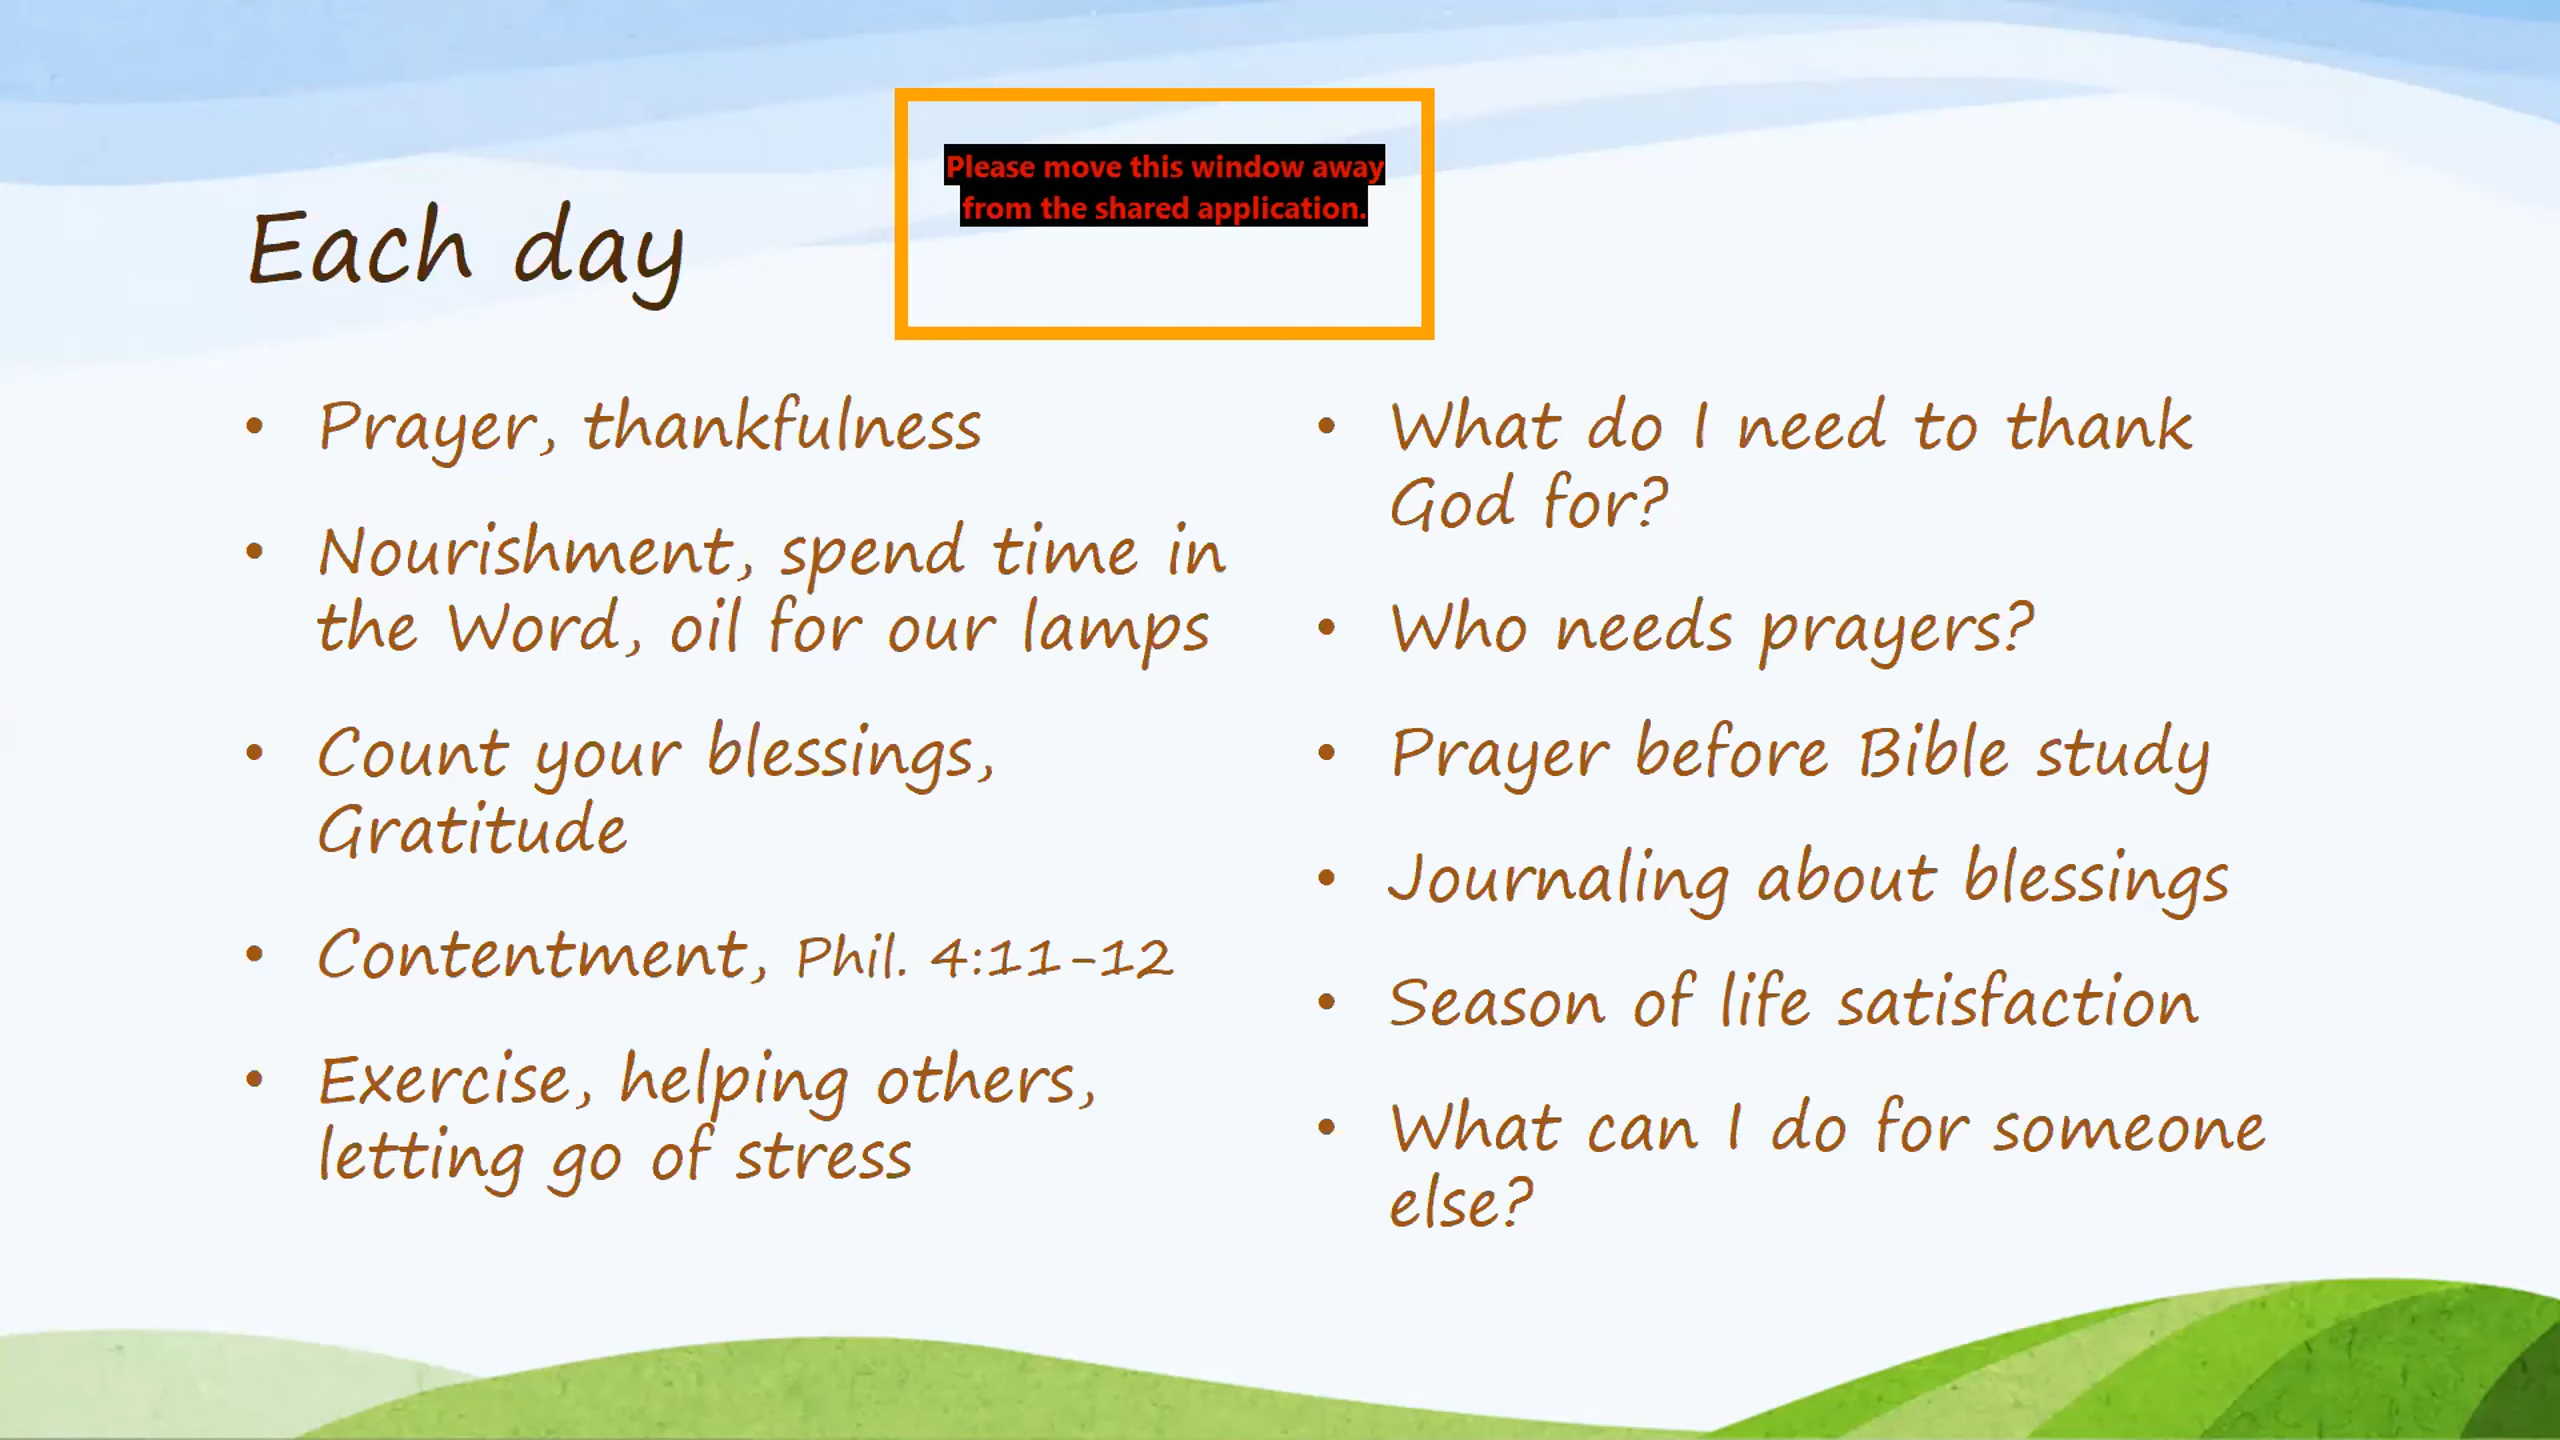 Please move this window away
from the shared application.
Each day
• Prayer, thankfulness
• Nourishment, spend time in
the Word, oil for our lamps
• Count your blessings,
Gratitude
• Contentment, Phil. 4:11-12
• Exercise, helping others,
letting go of stress
• What do I need to thank
God for?
• Who needs prayers?
• Prayer before Bible study
• Journaling about blessings
• Season of life satisfaction
• What can I do for someone
else?